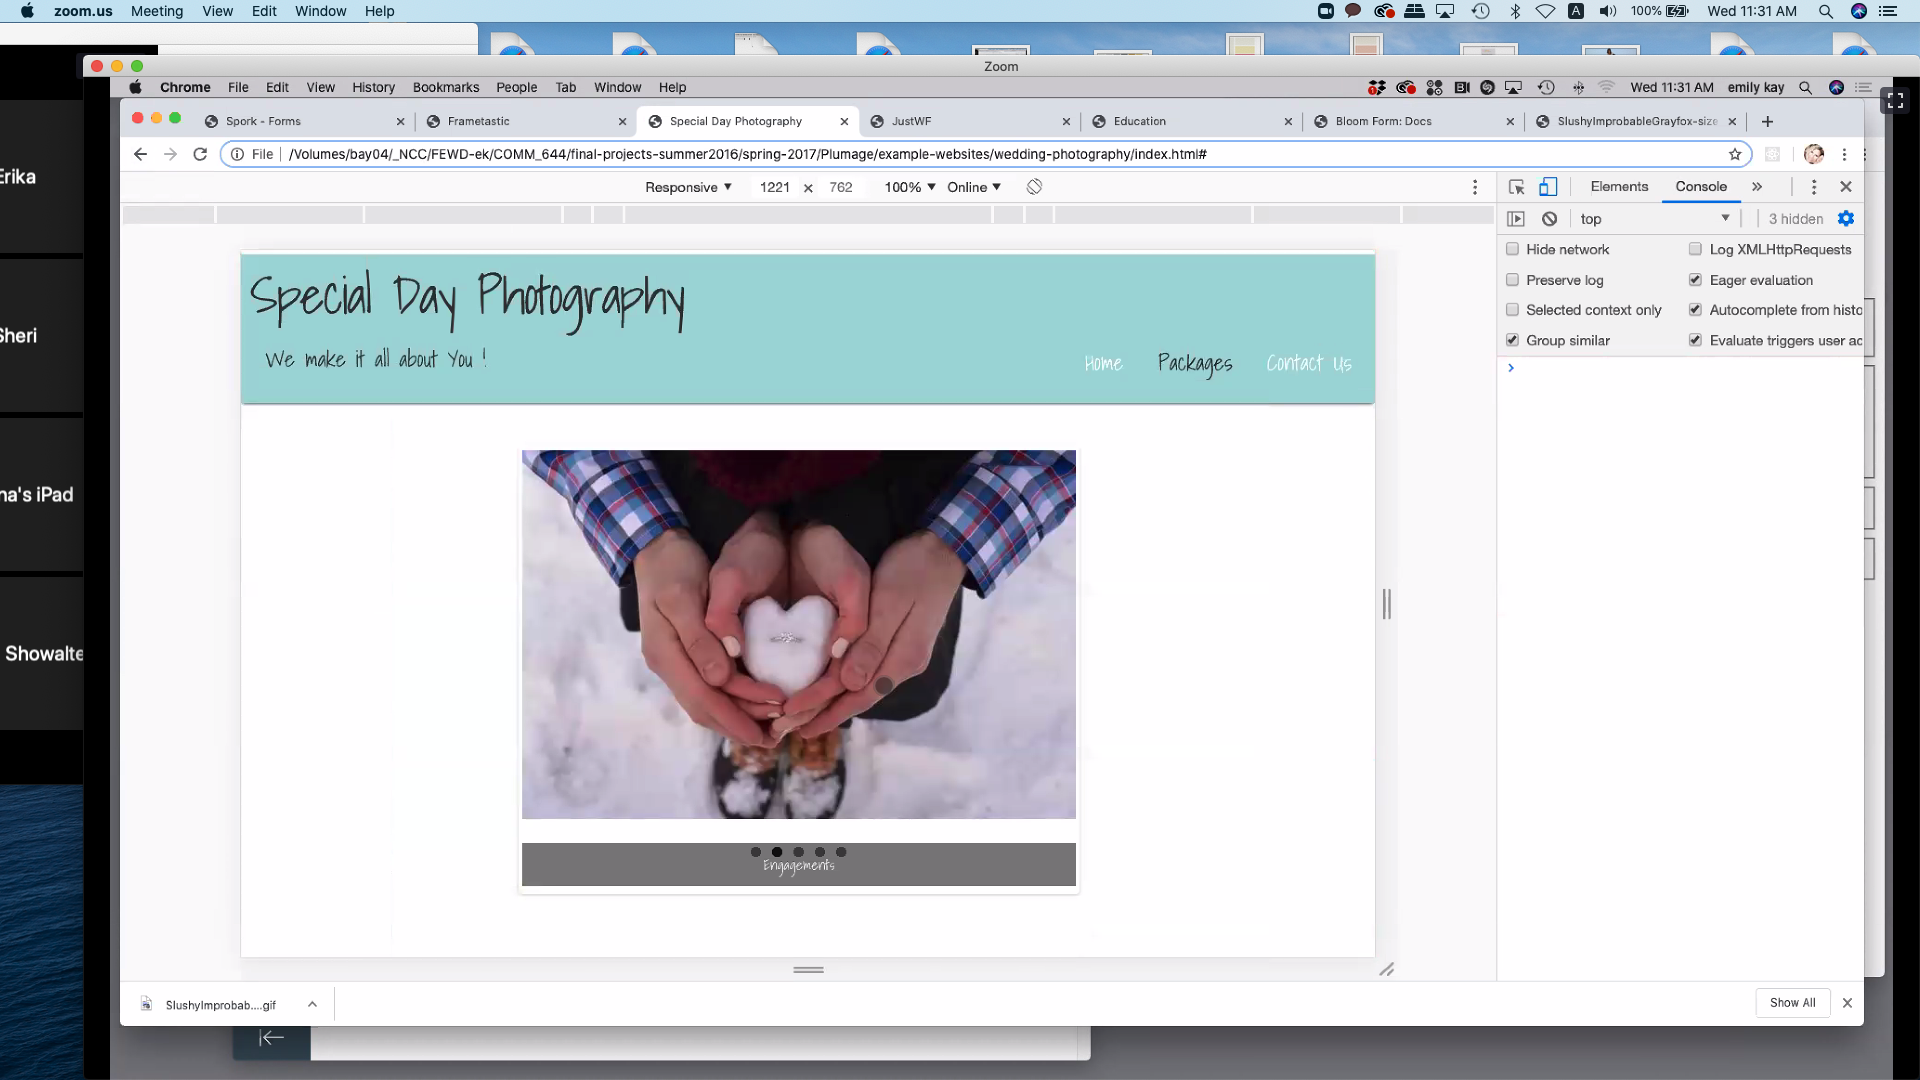 zoom.us Meeting View Edit Window Help 100% Wed 11:31 AM
Zoom
Chrome File Edit View History Bookmarks People Tab Window Help Wed 11:31 AM emily kay
Spork - Forms Frametastic Special Day Photography JustWF Education Bloom Form: Docs SlushyImprobableGrayfox-size
File /Volumes/bay04/_NCC/FEWD-ek/COMM_644/final-projects-summer2016/spring-2017/Plumage/example-websites/wedding-photography/index.html#
Responsive 1221 × 762 100% Online
Elements Console »
top 3 hidden
Hide network Log XMLHttpRequests
Preserve log Eager evaluation
Selected context only Autocomplete from histo
Group similar Evaluate triggers user ac
Erika
Sheri
na's iPad
Showalte
Special Day Photography
We make it all about You !
Home Packages Contact Us
Engagements
SlushyImprobab....gif
Show All